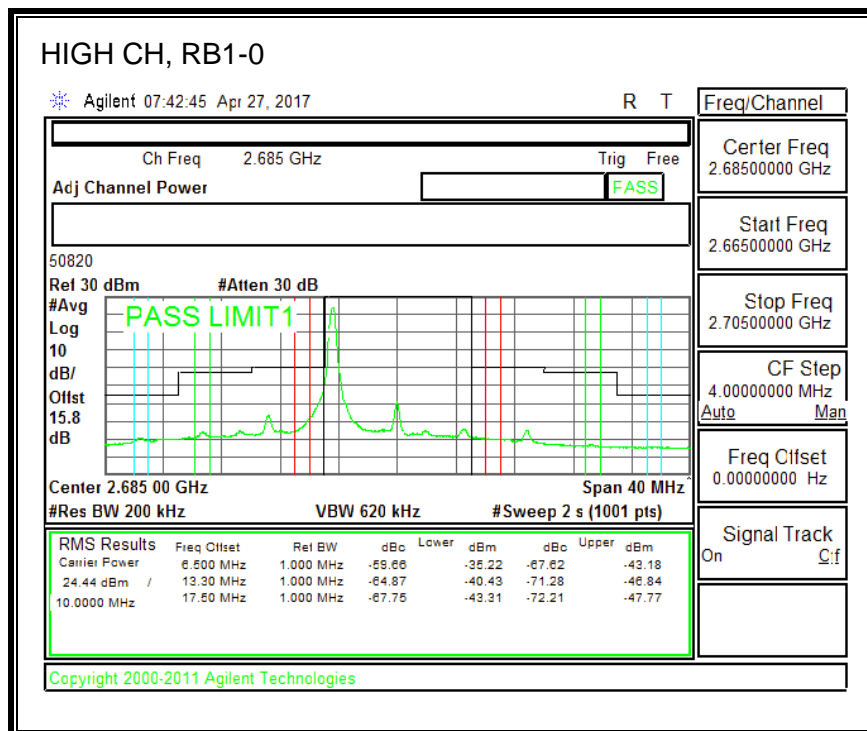 HIGH CH, RB1-0
Agilent 07:42:45 Apr 27, 2017 R T
Freq/Channel
Ch Freq 2.685 GHz Trig Free
Adj Channel Power PASS
Center Freq
2.68500000 GHz
Start Freq
2.66500000 GHz
Stop Freq
2.70500000 GHz
CF Step
4.00000000 MHz
Auto Man
Freq Offset
0.00000000 Hz
Signal Track
On Off
50820
Ref 30 dBm #Atten 30 dB
#Avg
Log
10
dB/
Offst
15.8
dB
PASS LIMIT1
Center 2.685 00 GHz Span 40 MHz
#Res BW 200 kHz VBW 620 kHz #Sweep 2 s (1001 pts)
RMS Results Freq Offset Ref BW dBc Lower dBm dBc Upper dBm
Carrier Power 6.500 MHz 1.000 MHz -59.66 -35.22 -67.62 -43.18
24.44 dBm / 13.30 MHz 1.000 MHz -64.87 -40.43 -71.28 -46.84
10.0000 MHz 17.50 MHz 1.000 MHz -67.75 -43.31 -72.21 -47.77
Copyright 2000-2011 Agilent Technologies